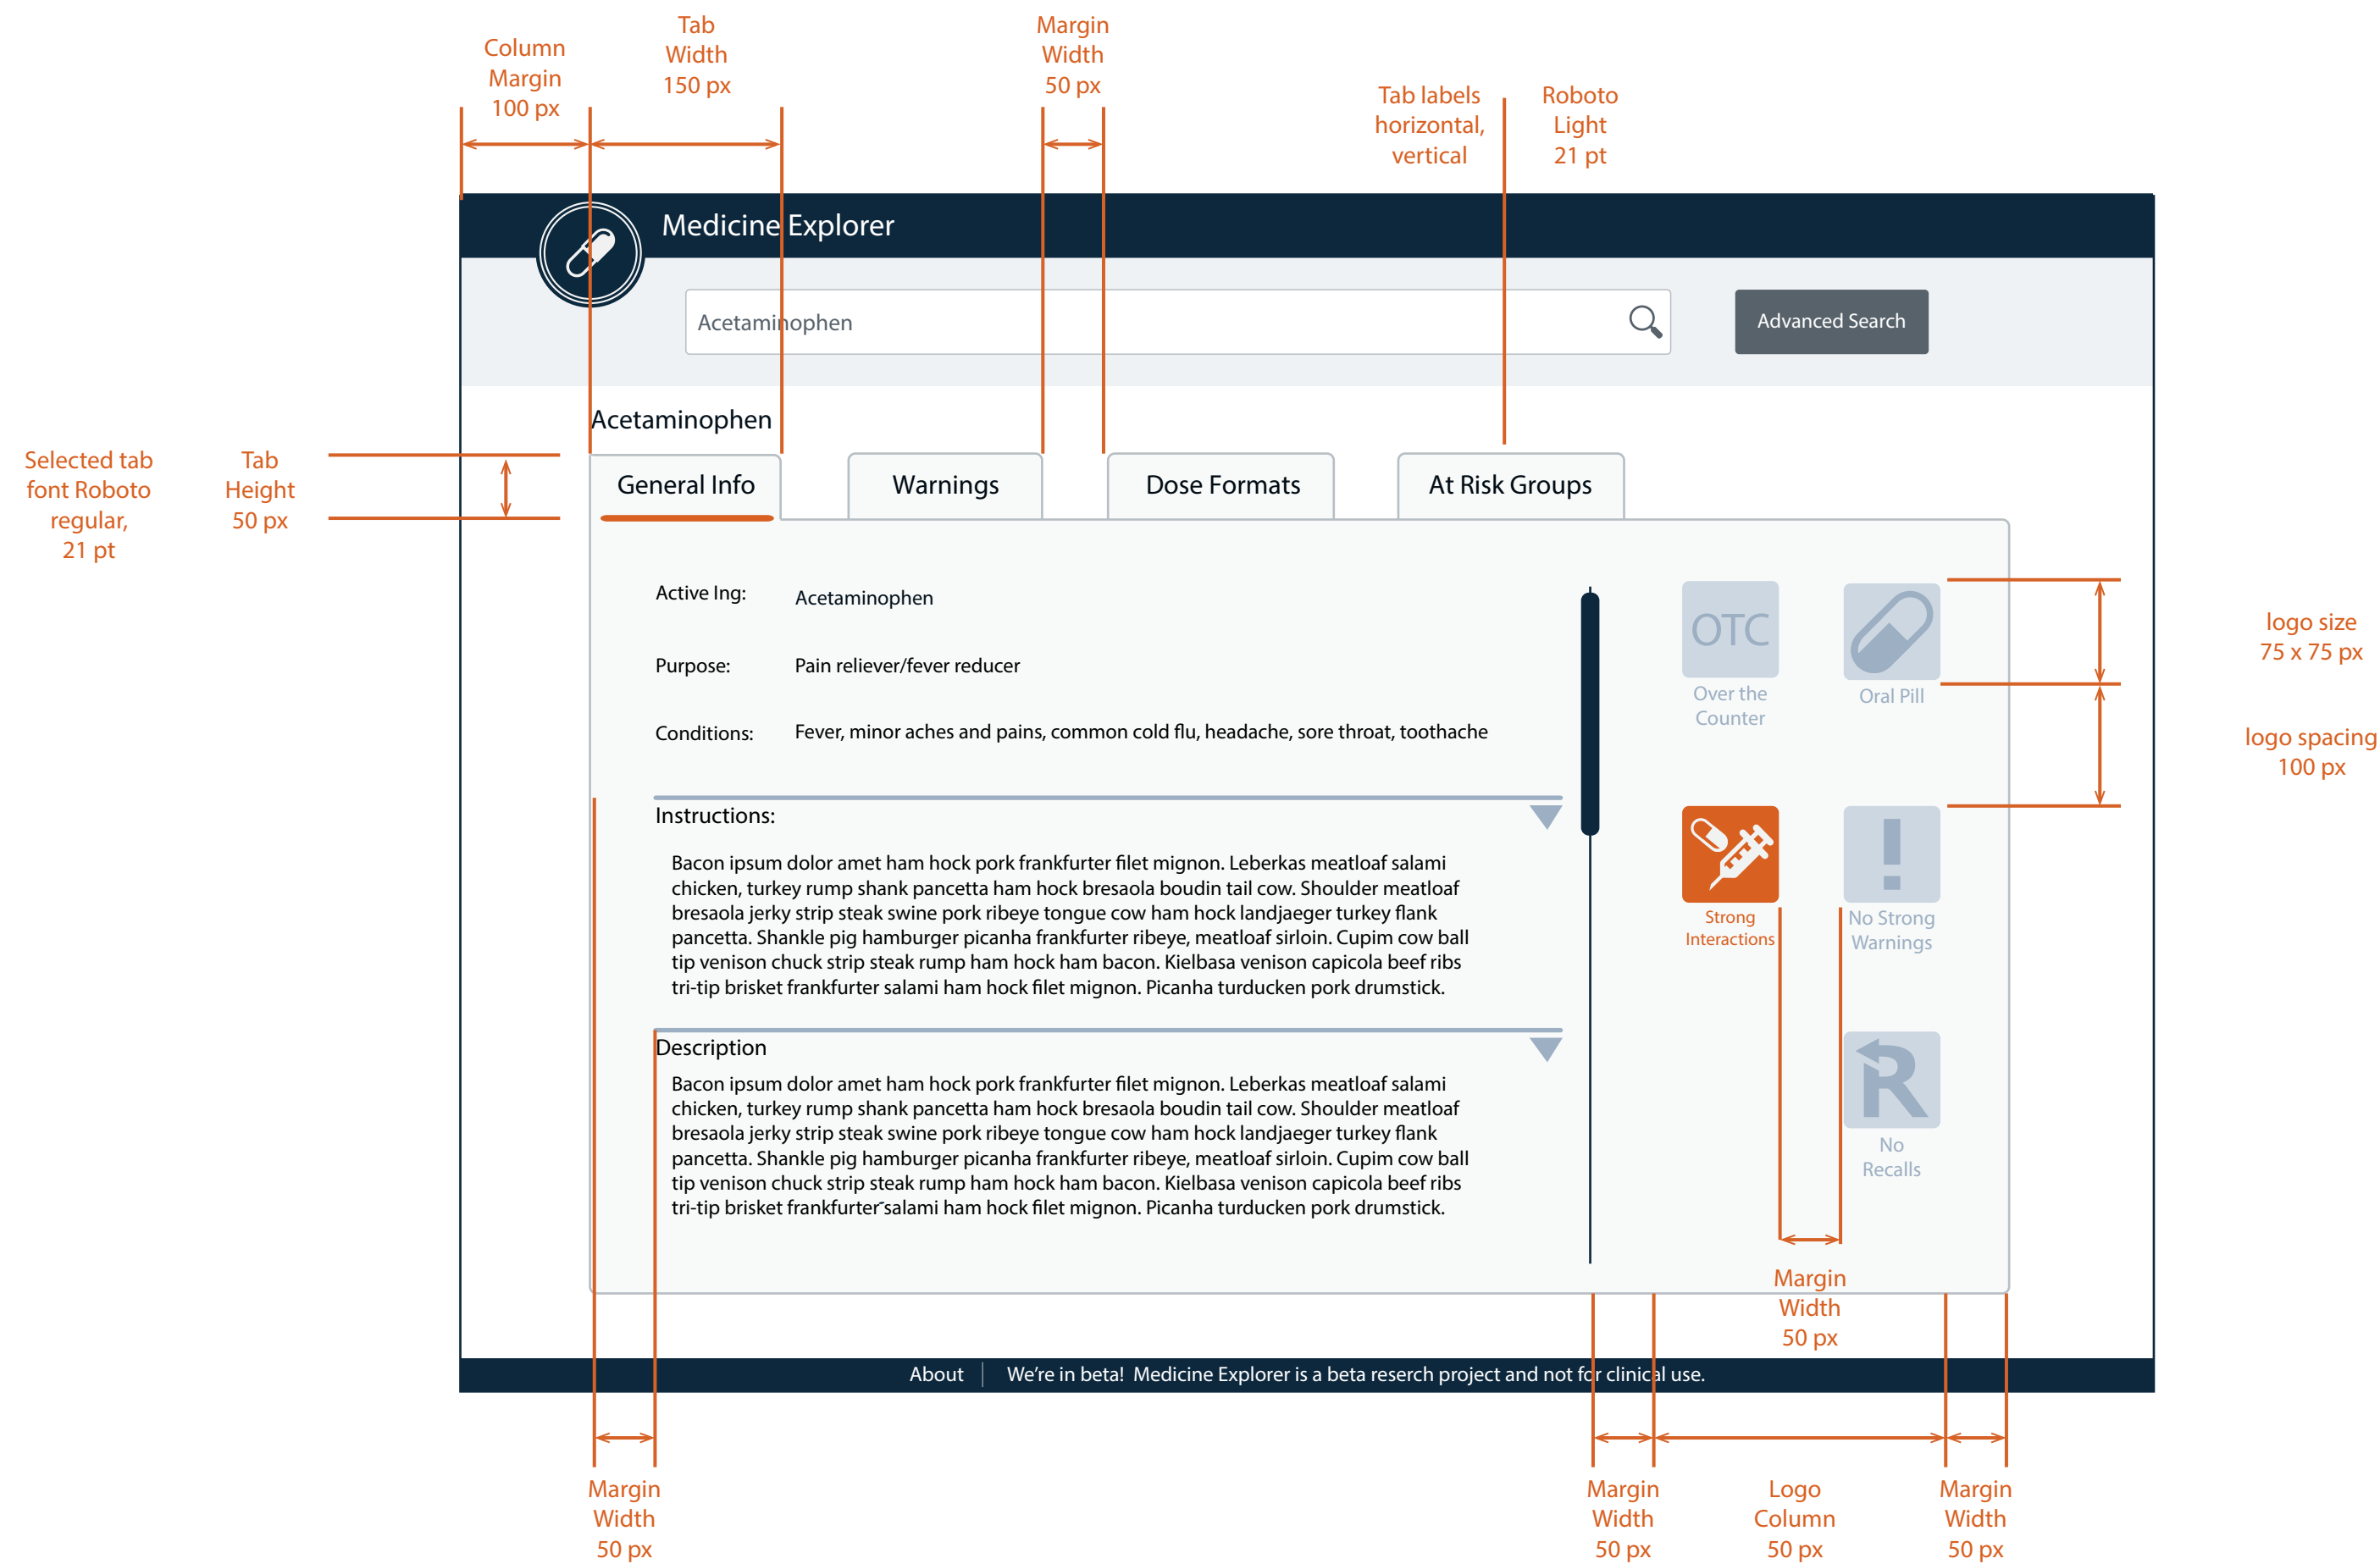 Column
Margin
100 px
Tab
Width
150 px
Margin
Width
50 px
Tab labels
horizontal,
vertical
Roboto
Light
21 pt
Medicine Explorer
Acetaminophen
Advanced Search
Acetaminophen
Selected tab
font Roboto
regular,
21 pt
Tab
Height
50 px
General Info
Warnings
Dose Formats
At Risk Groups
Active Ing:
Acetaminophen
Purpose:
Pain reliever/fever reducer
Conditions:
Fever, minor aches and pains, common cold flu, headache, sore throat, toothache
OTC
Over the
Counter
Oral Pill
logo size
75 x 75 px
logo spacing
100 px
Instructions:
Bacon ipsum dolor amet ham hock pork frankfurter filet mignon. Leberkas meatloaf salami
chicken, turkey rump shank pancetta ham hock bresaola boudin tail cow. Shoulder meatloaf
bresaola jerky strip steak swine pork ribeye tongue cow ham hock landjaeger turkey flank
pancetta. Shankle pig hamburger picanha frankfurter ribeye, meatloaf sirloin. Cupim cow ball
tip venison chuck strip steak rump ham hock ham bacon. Kielbasa venison capicola beef ribs
tri-tip brisket frankfurter salami ham hock filet mignon. Picanha turducken pork drumstick.
Strong
Interactions
!
No Strong
Warnings
Description
Bacon ipsum dolor amet ham hock pork frankfurter filet mignon. Leberkas meatloaf salami
chicken, turkey rump shank pancetta ham hock bresaola boudin tail cow. Shoulder meatloaf
bresaola jerky strip steak swine pork ribeye tongue cow ham hock landjaeger turkey flank
pancetta. Shankle pig hamburger picanha frankfurter ribeye, meatloaf sirloin. Cupim cow ball
tip venison chuck strip steak rump ham hock ham bacon. Kielbasa venison capicola beef ribs
tri-tip brisket frankfurter salami ham hock filet mignon. Picanha turducken pork drumstick.
R
No
Recalls
Margin
Width
50 px
About
We're in beta! Medicine Explorer is a beta reserch project and not for clinical use.
Margin
Width
50 px
Margin
Width
50 px
Logo
Column
50 px
Margin
Width
50 px